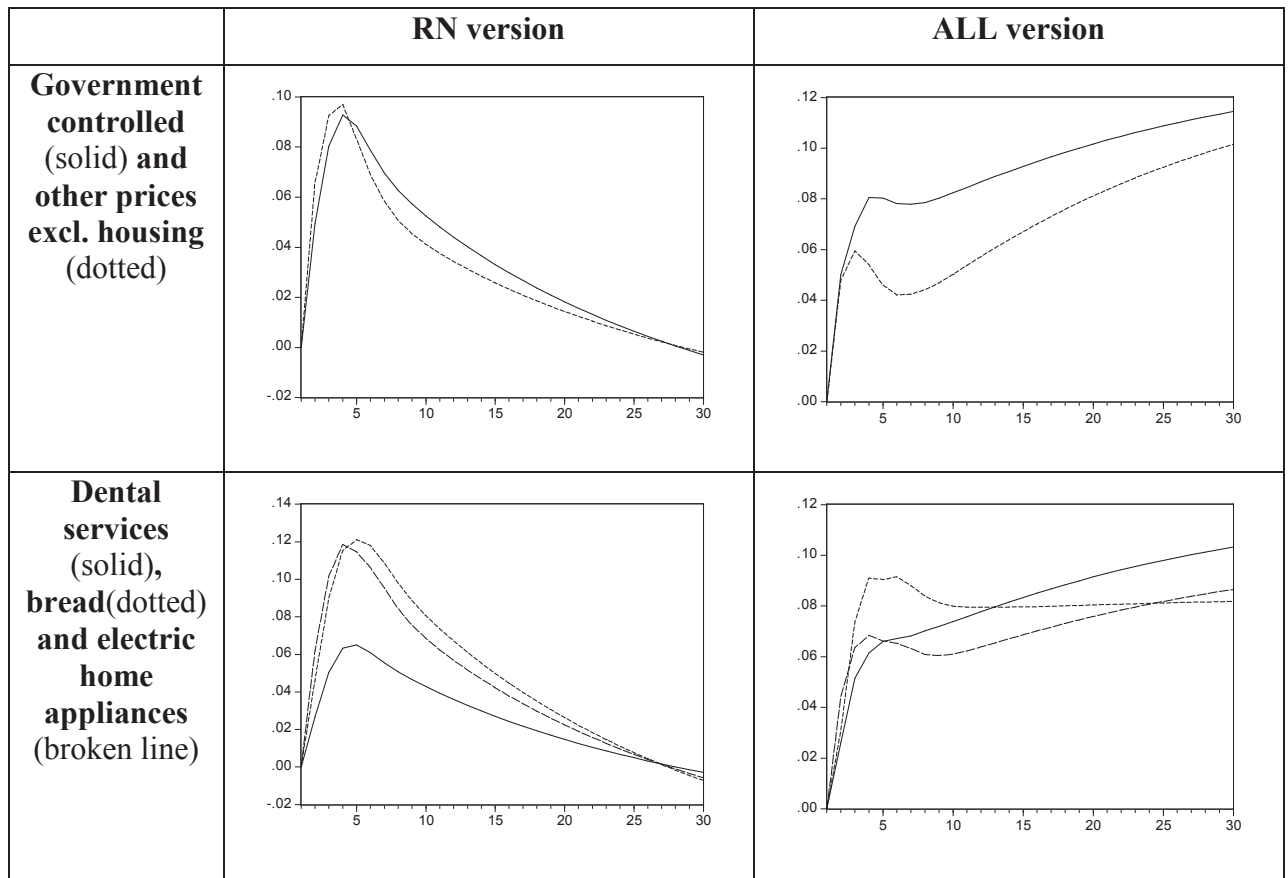 RN version
ALL version
Government
controlled
(solid) and
other prices
excl. housing
(dotted)
.10
.08
.06
.04
.02
.00
-.02
5 10 15 20 25 30
.12
.10
.08
.06
.04
.02
.00
5 10 15 20 25 30
Dental
services
(solid),
bread(dotted)
and electric
home
appliances
(broken line)
.14
.12
.10
.08
.06
.04
.02
.00
-.02
5 10 15 20 25 30
.12
.10
.08
.06
.04
.02
.00
5 10 15 20 25 30